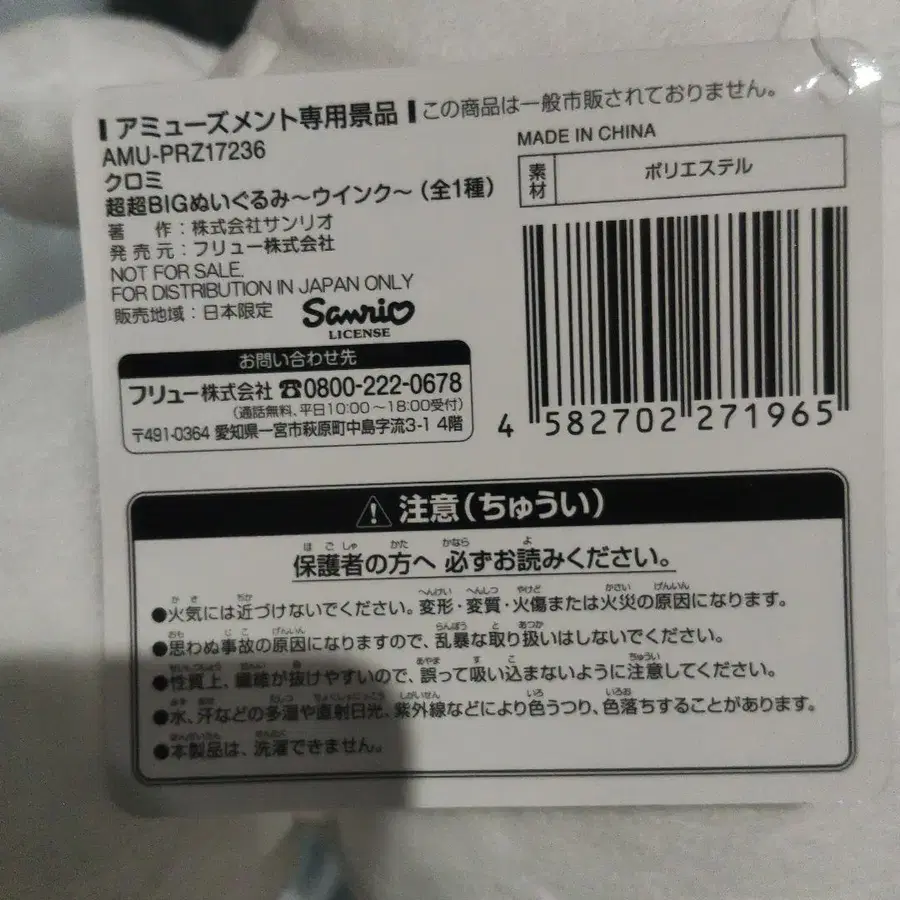 アミューズメント専用景品 この商品は一般市販されておりません。
AMU-PRZ17236
クロミ
超超BIGぬいぐるみ〜ウインク〜(全1種)
著 作:株式会社サンリオ
発売元:フリュー株式会社
NOT FOR SALE.
FOR DISTRIBUTION IN JAPAN ONLY
販売地域:日本限定
Sanrio
LICENSE
MADE IN CHINA
素材 ポリエステル
4 582702 271965
お問い合わせ先
フリュー株式会社 ☎0800-222-0678
(通話無料、平日10:00〜18:00受付)
〒491-0364 愛知県一宮市萩原町中島字流3-1 4階
⚠ 注意(ちゅうい)
保護者の方へ 必ずお読みください。
●火気には近づけないでください。変形・変質・火傷または火災の原因になります。
●思わぬ事故の原因になりますので、乱暴な取り扱いはしないでください。
●性質上、繊維が抜けやすいので、誤って吸い込まないように注意してください。
●水、汗などの多湿や直射日光、紫外線などにより色うつり、色落ちすることがあります。
●本製品は、洗濯できません。